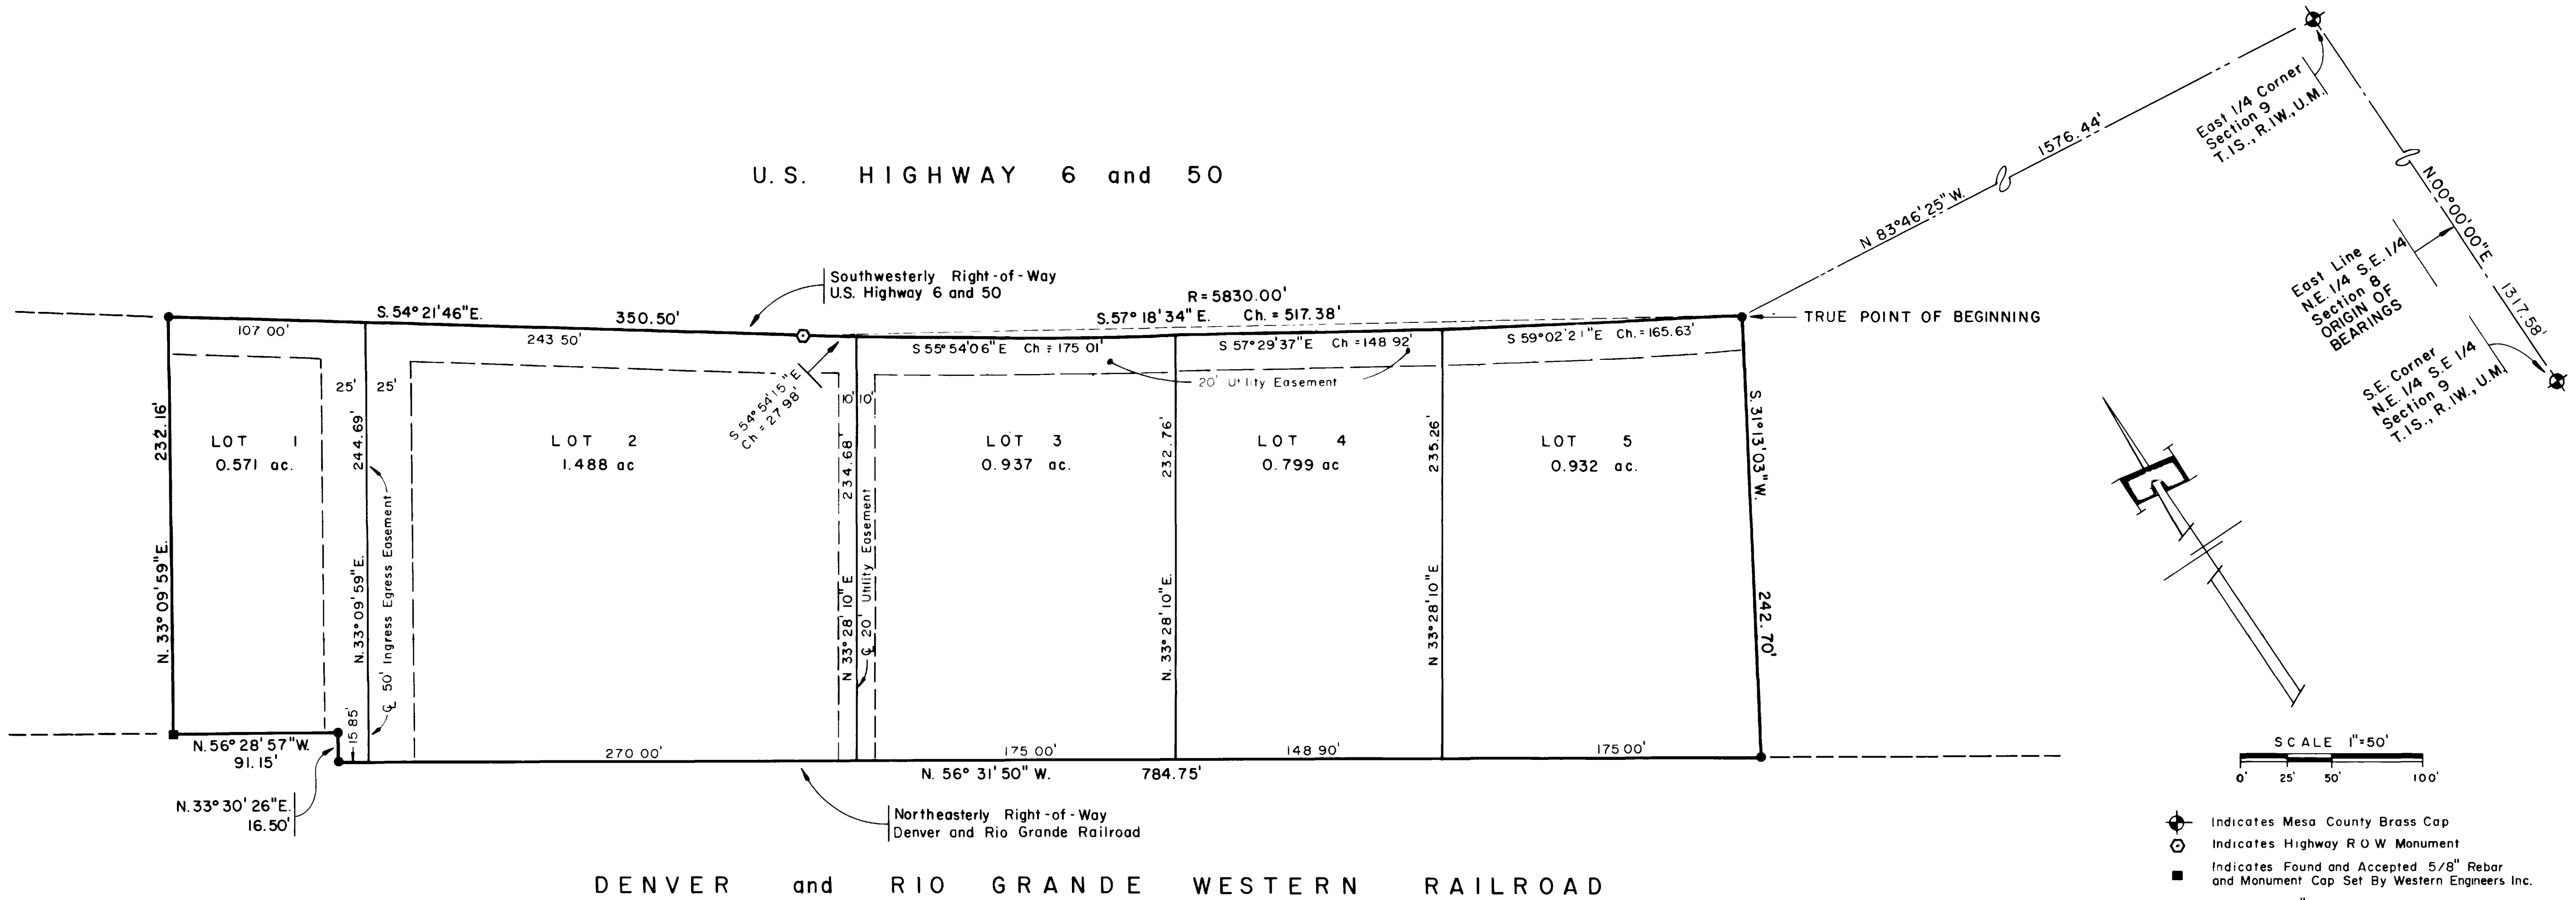 U.S. HIGHWAY 6 and 50
East 1/4 Corner
Section 9
T.1S., R.1W., U.M.
1576.44'
N 83°46'25"W.
N.00°00'00"E
1317.58'
East Line
N.E. 1/4 S.E. 1/4
Section 8
ORIGIN OF
BEARINGS
S.E. Corner
N.E. 1/4 S.E 1/4
Section 9
T.1S., R.1W., U.M.
Southwesterly Right-of-Way
U.S. Highway 6 and 50
S. 54°21'46"E. 350.50'
R = 5830.00'
S.57°18'34"E. Ch. = 517.38'
TRUE POINT OF BEGINNING
107 00'
243 50'
S 55°54'06"E Ch = 175 01'
S 57°29'37"E Ch = 148 92'
S 59°02'21"E Ch. = 165.63'
20' Utility Easement
S 54°54'15"E
Ch = 27 98'
25' 25'
10' 10'
LOT 1
0.571 ac.
LOT 2
1.488 ac
LOT 3
0.937 ac.
LOT 4
0.799 ac
LOT 5
0.932 ac.
N. 33°09'59"E. 232.16'
N. 33°09'59"E. 244.69'
℄ 50' Ingress Egress Easement
N 33°28'10"E 234.68'
℄ 20' Utility Easement
N. 33°28'10"E. 232.76'
N 33°28'10"E 235.26'
S. 31°13'03"W. 242.70'
15.85'
N. 56°28'57"W.
91.15'
N. 33°30'26"E.
16.50'
270 00'
175 00'
148 90'
175 00'
N. 56°31'50"W. 784.75'
Northeasterly Right-of-Way
Denver and Rio Grande Railroad
DENVER and RIO GRANDE WESTERN RAILROAD
SCALE 1"=50'
0' 25' 50' 100'
Indicates Mesa County Brass Cap
Indicates Highway R O W Monument
Indicates Found and Accepted 5/8" Rebar
and Monument Cap Set By Western Engineers Inc.